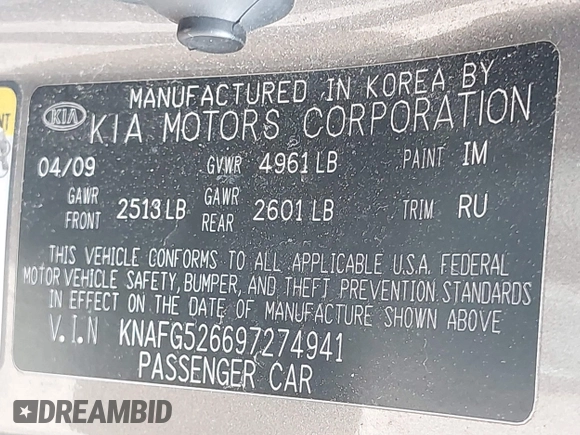 MANUFACTURED IN KOREA BY
KIA KIA MOTORS CORPORATION
04/09 GVWR 4961 LB PAINT IM
GAWR FRONT 2513 LB GAWR REAR 2601 LB TRIM RU
THIS VEHICLE CONFORMS TO ALL APPLICABLE U.S.A. FEDERAL
MOTOR VEHICLE SAFETY, BUMPER, AND THEFT PREVENTION STANDARDS
IN EFFECT ON THE DATE OF MANUFACTURE SHOWN ABOVE
V.I.N KNAFG526697274941
PASSENGER CAR
DREAMBID